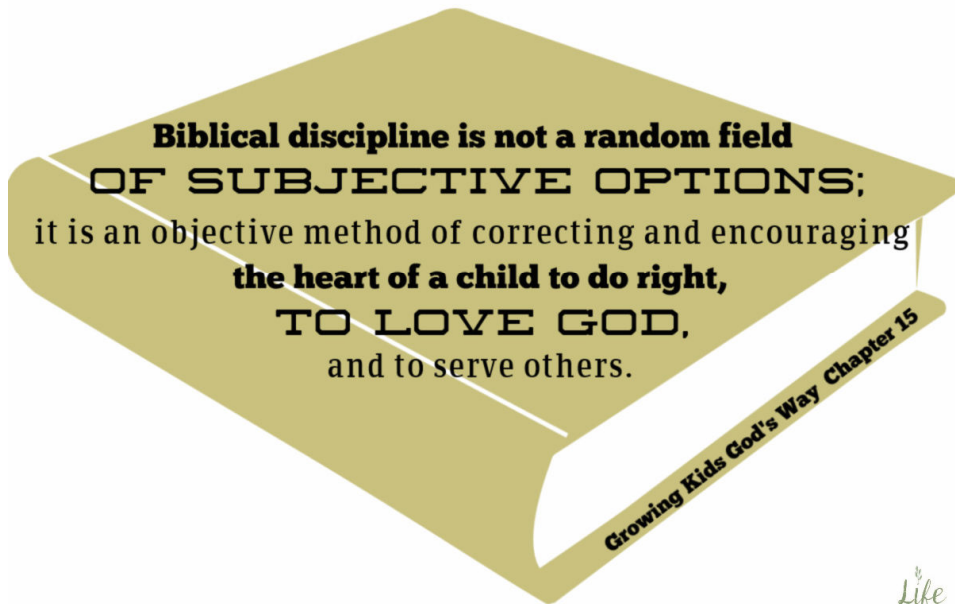 Biblical discipline is not a random field
OF SUBJECTIVE OPTIONS;
it is an objective method of correcting and encouraging
the heart of a child to do right,
TO LOVE GOD,
and to serve others.
Growing Kids God's Way Chapter 15
Life